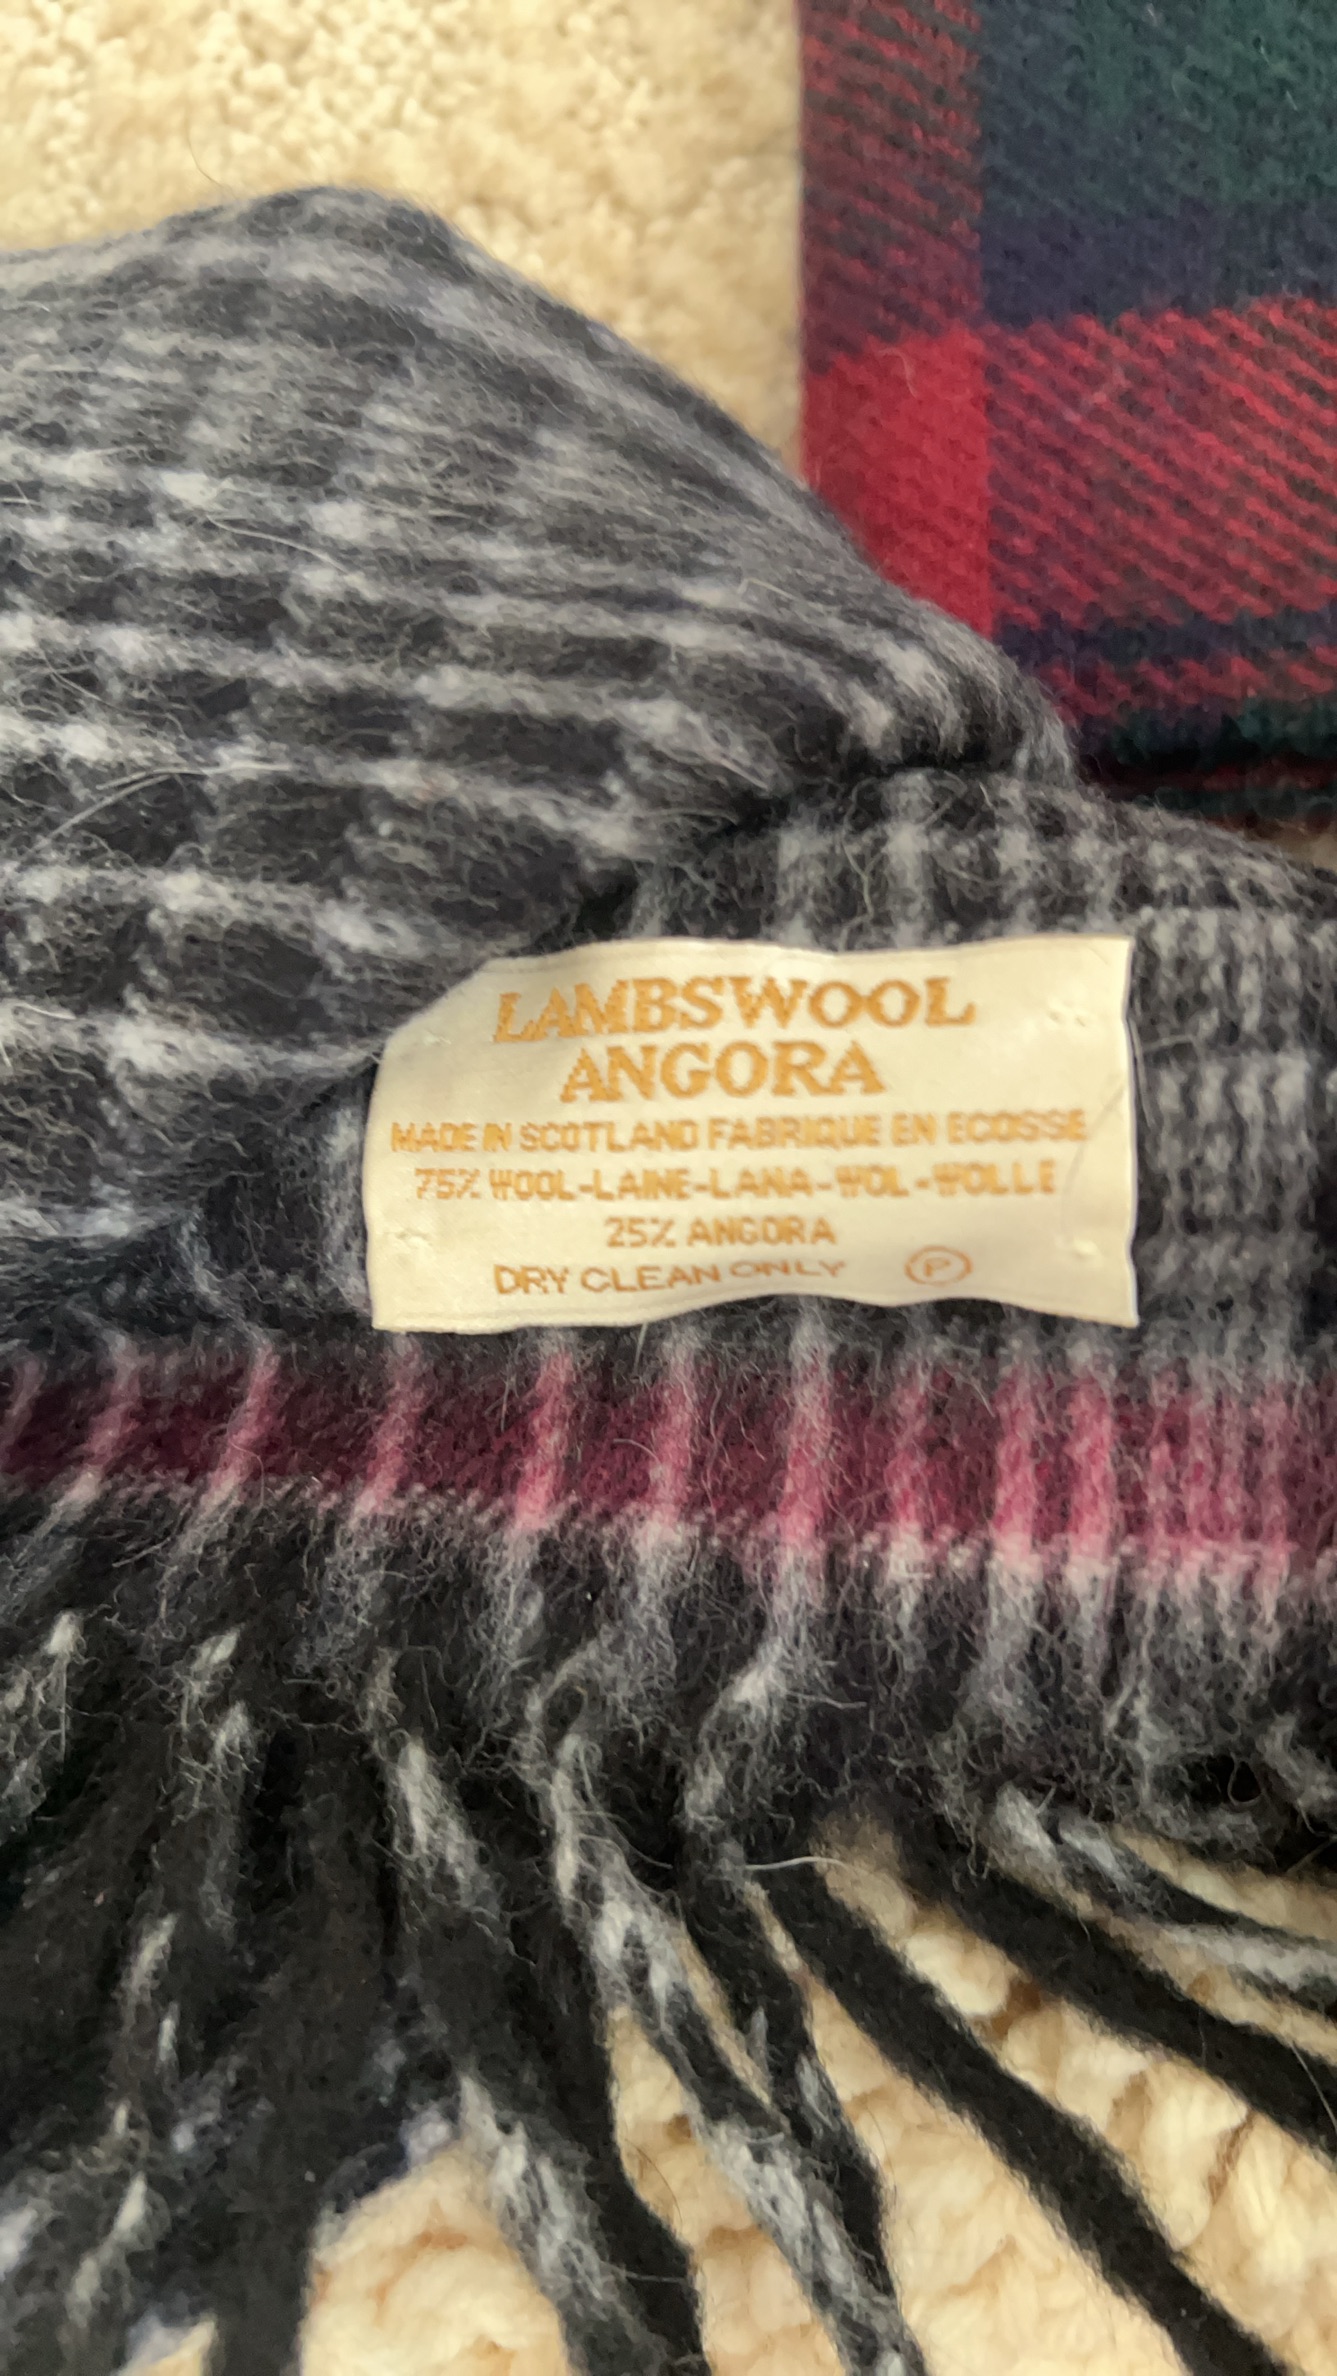 LAMBSWOOL
ANGORA
MADE IN SCOTLAND FABRIQUE EN ECOSSE
75% WOOL-LAINE-LANA-WOL-WOLLE
25% ANGORA
DRY CLEAN ONLY P